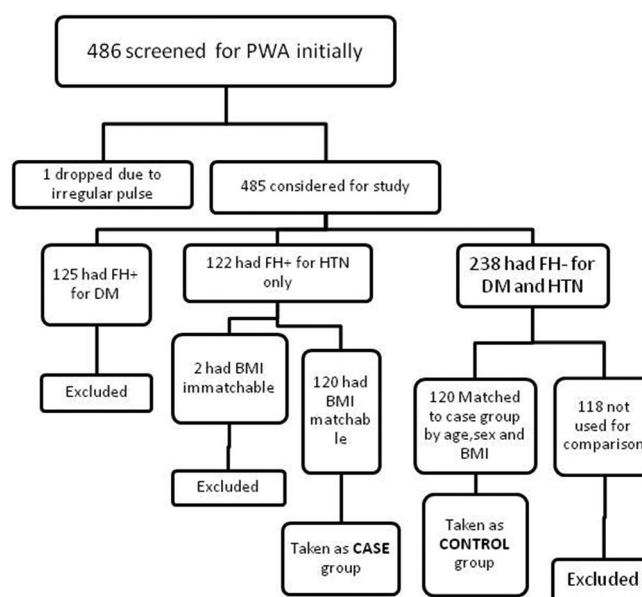 486 screened for PWA initially
1 dropped due to
irregular pulse
485 considered for study
125 had FH+
for DM
122 had FH+ for HTN
only
238 had FH- for
DM and HTN
Excluded
2 had BMI
immatchable
120 had
BMI
matchab
le
120 Matched
to case group
by age,sex and
BMI
118 not
used for
comparison
Excluded
Taken as CASE
group
Taken as
CONTROL
group
Excluded